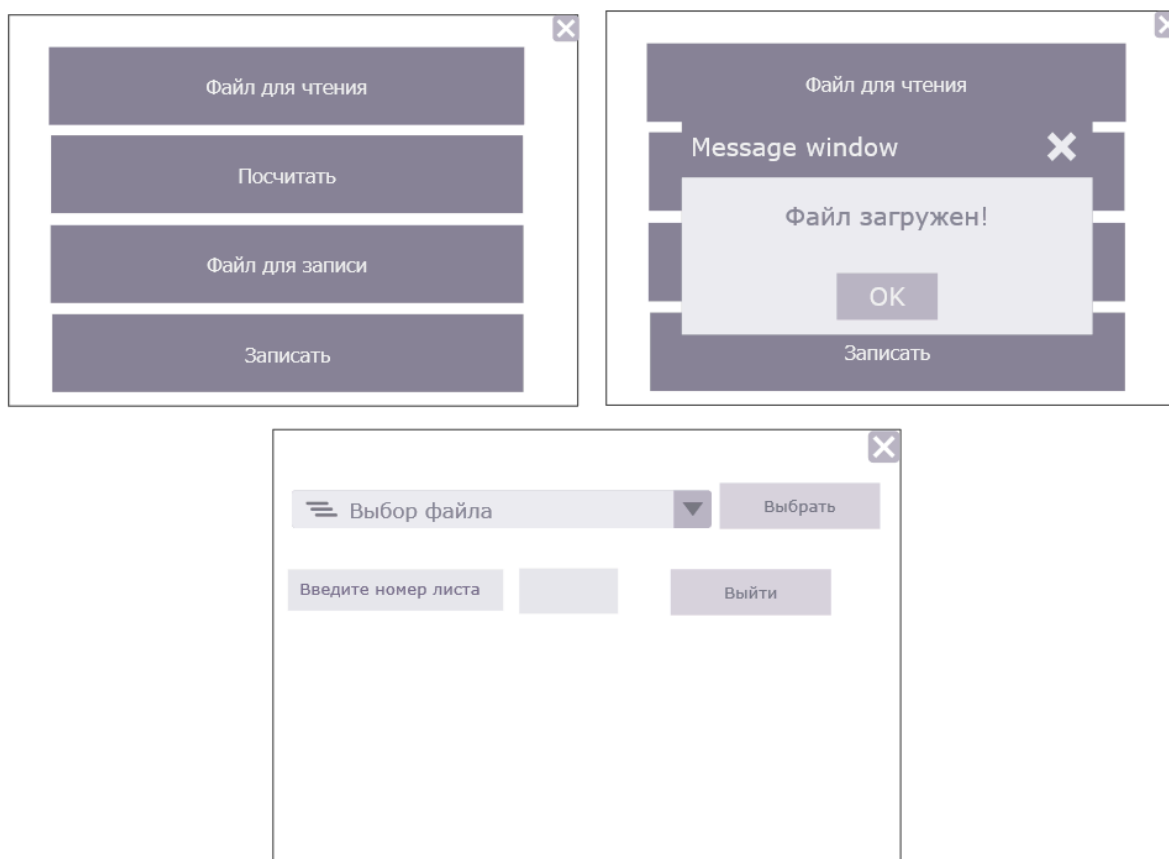 Файл для чтения
Посчитать
Файл для записи
Записать
Файл для чтения
Message window
Файл загружен!
OK
Записать
Выбор файла
Выбрать
Введите номер листа
Выйти